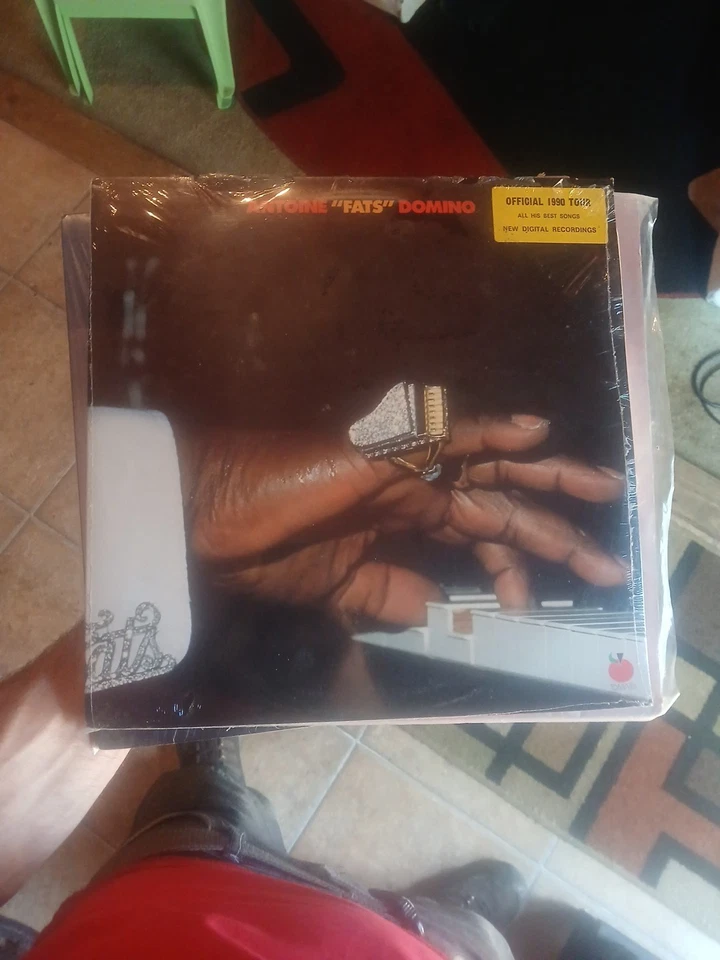 ANTOINE "FATS" DOMINO
OFFICIAL 1990 TOUR
ALL HIS BEST SONGS
NEW DIGITAL RECORDINGS
Fats